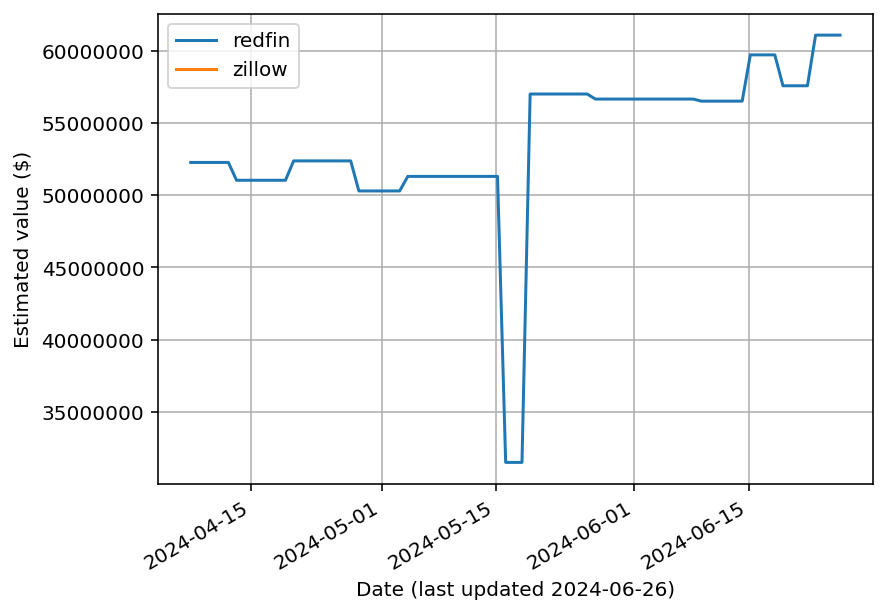 redfin
zillow
60000000
55000000
50000000
45000000
40000000
35000000
Estimated value ($)
2024-04-15
2024-05-01
2024-05-15
2024-06-01
2024-06-15
Date (last updated 2024-06-26)